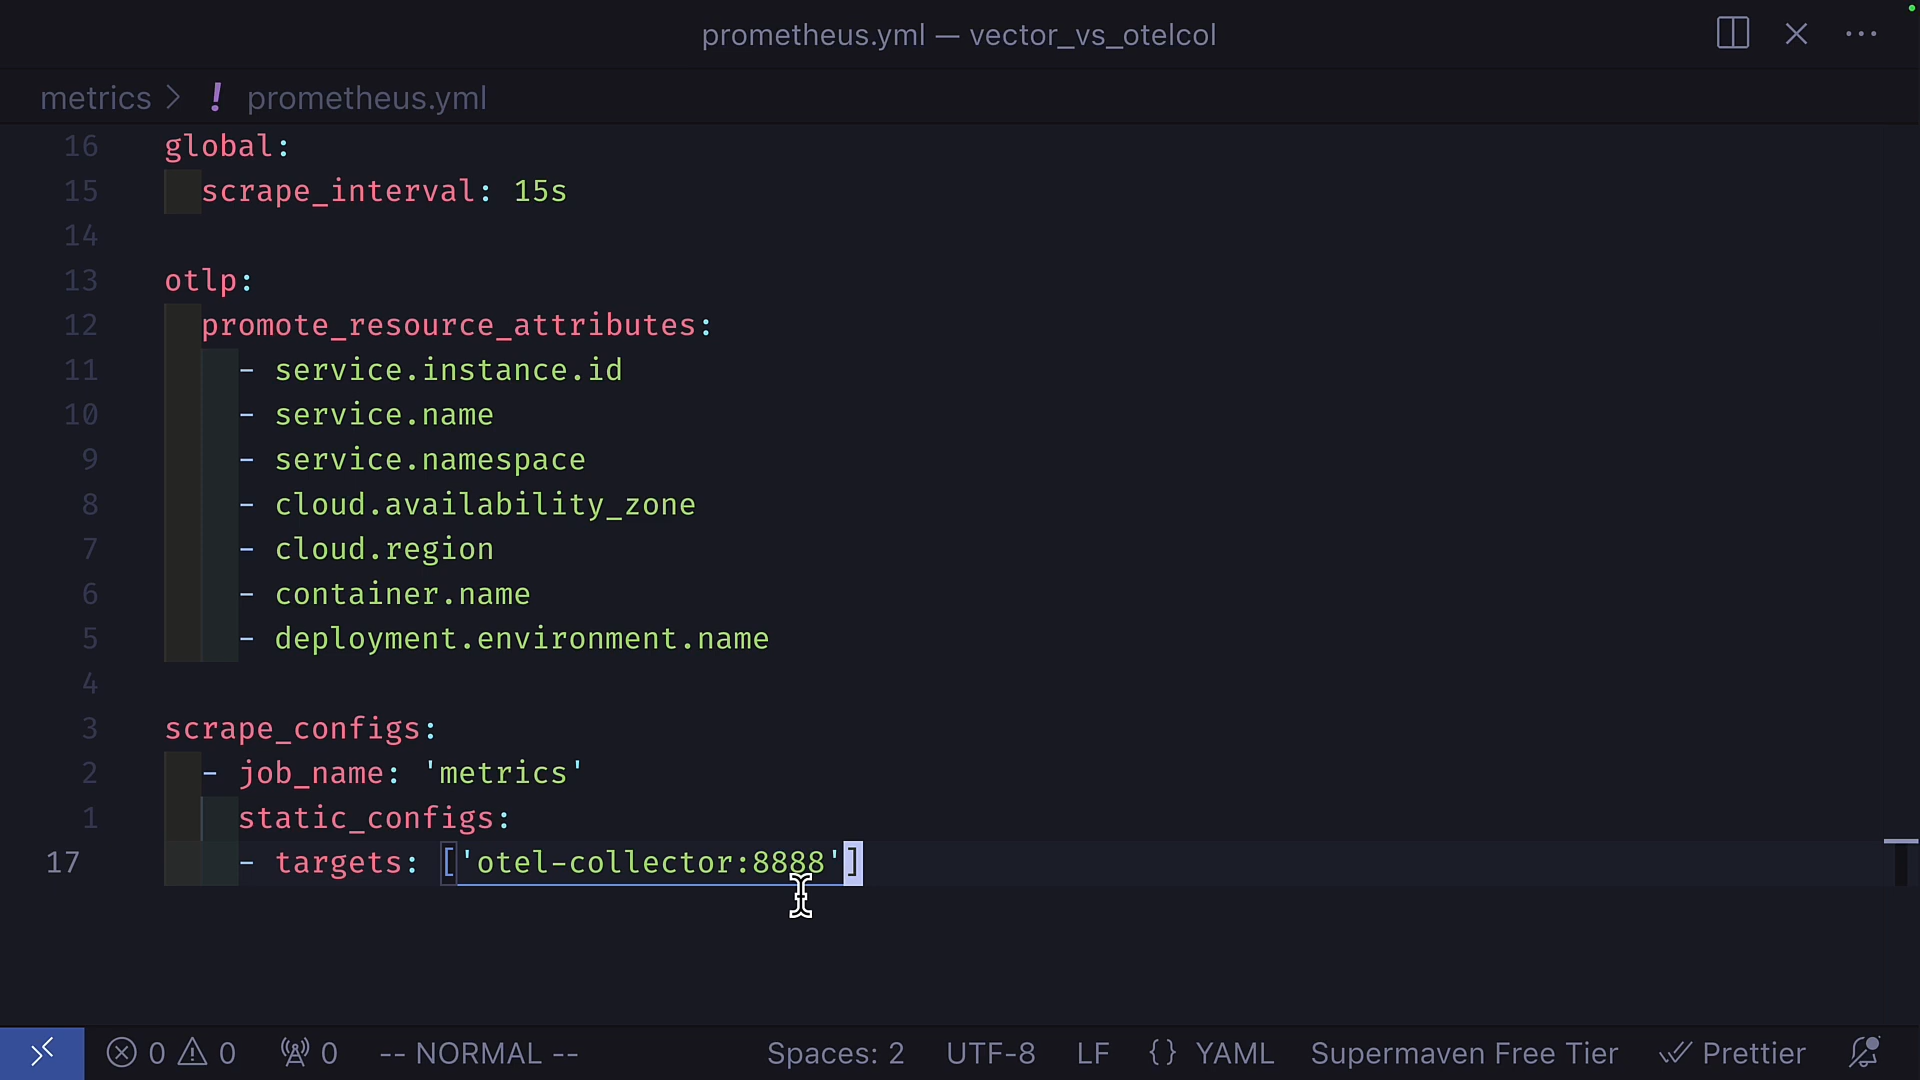 prometheus.yml — vector_vs_otelcol
metrics > ! prometheus.yml
16 global:
15 scrape_interval: 15s
14
13 otlp:
12 promote_resource_attributes:
11 - service.instance.id
10 - service.name
9 - service.namespace
8 - cloud.availability_zone
7 - cloud.region
6 - container.name
5 - deployment.environment.name
4
3 scrape_configs:
2 - job_name: 'metrics'
1 static_configs:
17 - targets: ['otel-collector:8888']
0 0 0 -- NORMAL -- Spaces: 2 UTF-8 LF {} YAML Supermaven Free Tier Prettier